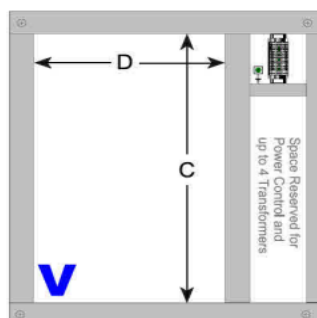 D
C
Space Reserved for
Power Control and
up to 4 Transformers
V